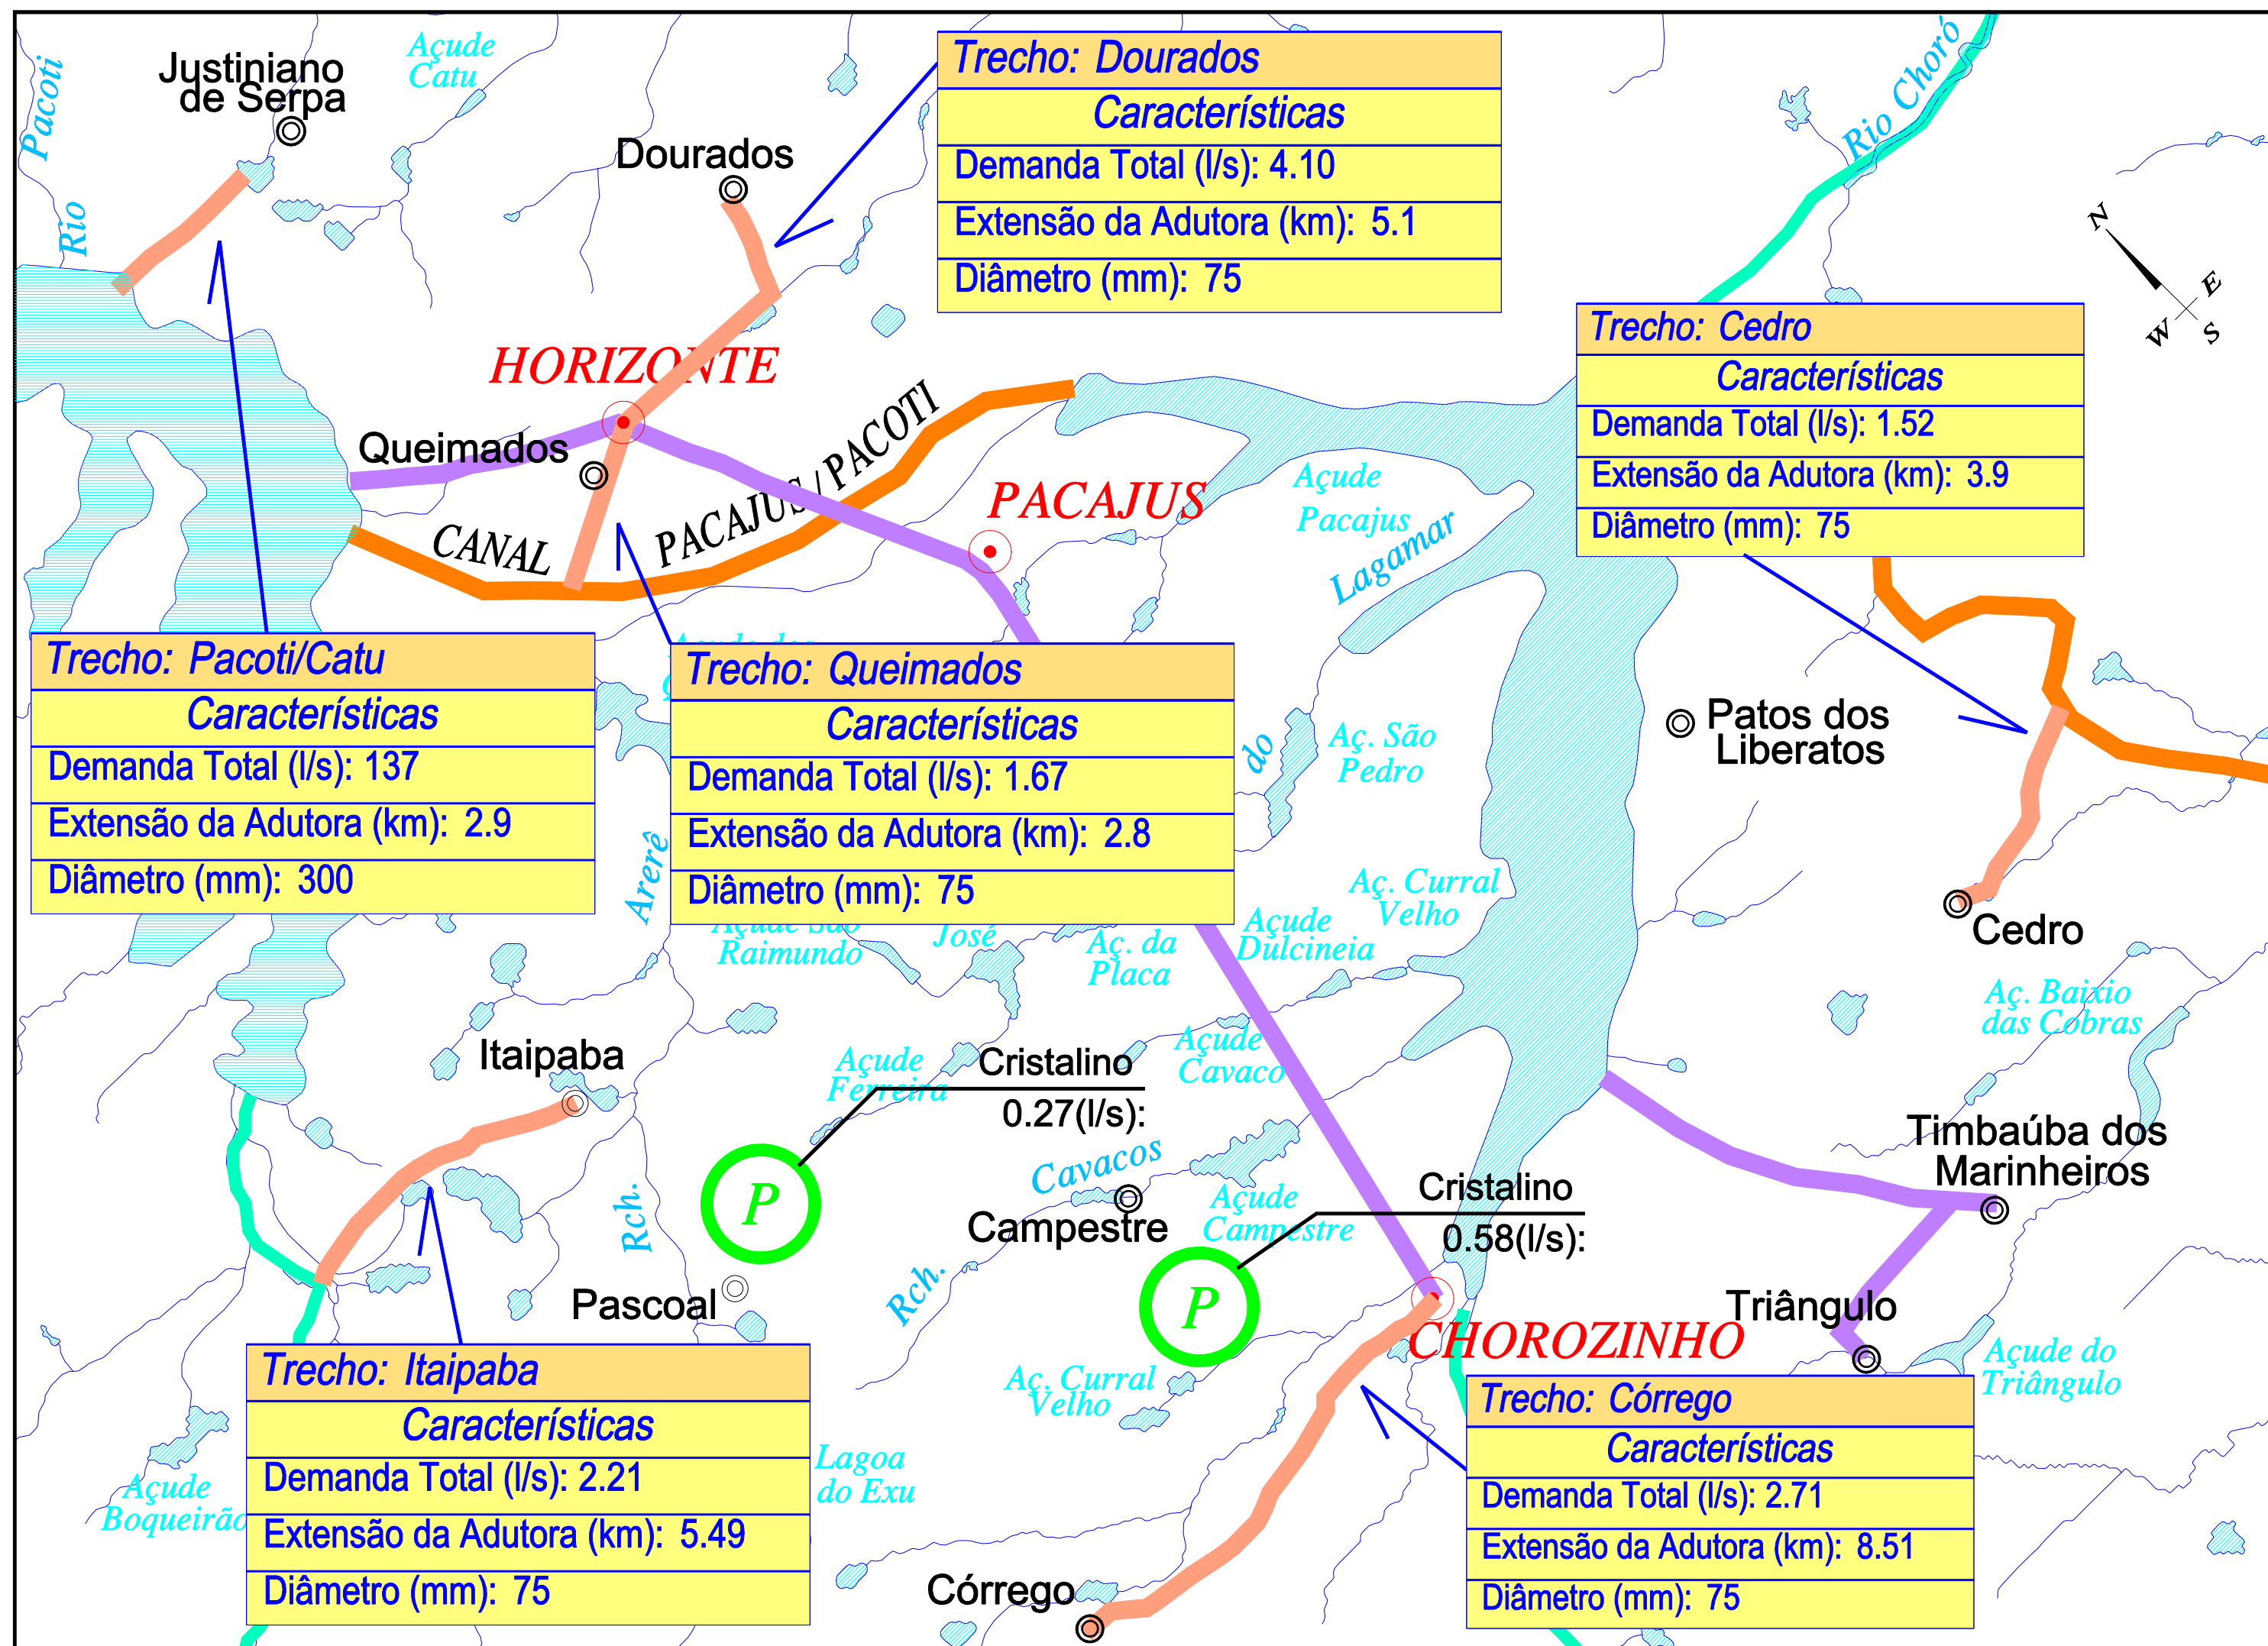 Pacoti
Rio
Justiniano
de Serpa
Açude
Catu
Dourados
Trecho: Dourados
Características
Demanda Total (l/s): 4.10
Extensão da Adutora (km): 5.1
Diâmetro (mm): 75
Rio Choró
N
E
W
S
Trecho: Cedro
Características
Demanda Total (l/s): 1.52
Extensão da Adutora (km): 3.9
Diâmetro (mm): 75
HORIZONTE
Queimados
CANAL
PACAJUS / PACOTI
PACAJUS
Açude
Pacajus
Lagamar
do
Trecho: Pacoti/Catu
Características
Demanda Total (l/s): 137
Extensão da Adutora (km): 2.9
Diâmetro (mm): 300
Açude dos
Trecho: Queimados
Características
Demanda Total (l/s): 1.67
Extensão da Adutora (km): 2.8
Diâmetro (mm): 75
Aç. São
Pedro
Patos dos
Liberatos
Cedro
Arerê
Rch.
Açude São
Raimundo
José
Aç. da
Placa
Açude
Dulcineia
Aç. Curral
Velho
Aç. Baixio
das Cobras
Itaipaba
Açude
Ferreira
Cristalino
0.27(l/s):
Açude
Cavaco
P
Cavacos
Rch.
Campestre
Açude
Campestre
Cristalino
0.58(l/s):
P
Timbaúba dos
Marinheiros
Triângulo
Açude do
Triângulo
Pascoal
CHOROZINHO
Aç. Curral
Velho
Trecho: Itaipaba
Características
Demanda Total (l/s): 2.21
Extensão da Adutora (km): 5.49
Diâmetro (mm): 75
Açude
Boqueirão
Lagoa
do Exu
Trecho: Córrego
Características
Demanda Total (l/s): 2.71
Extensão da Adutora (km): 8.51
Diâmetro (mm): 75
Córrego